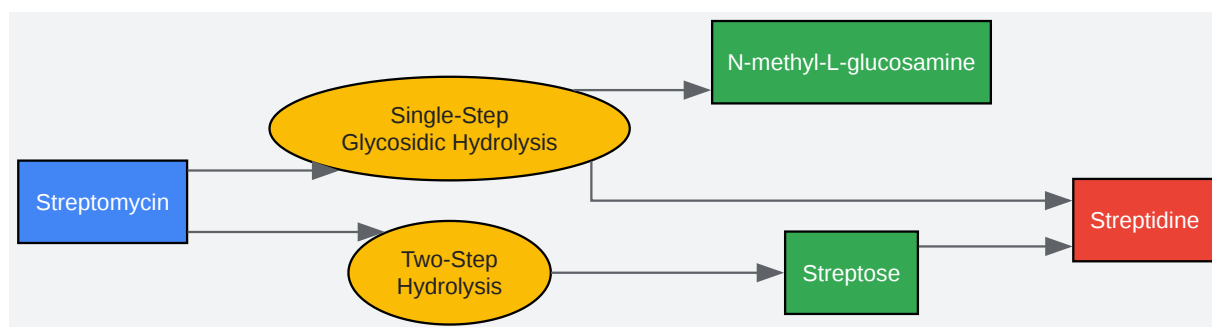 N-methyl-L-glucosamine
Single-Step
Glycosidic Hydrolysis
Streptomycin
Streptidine
Two-Step
Hydrolysis
Streptose